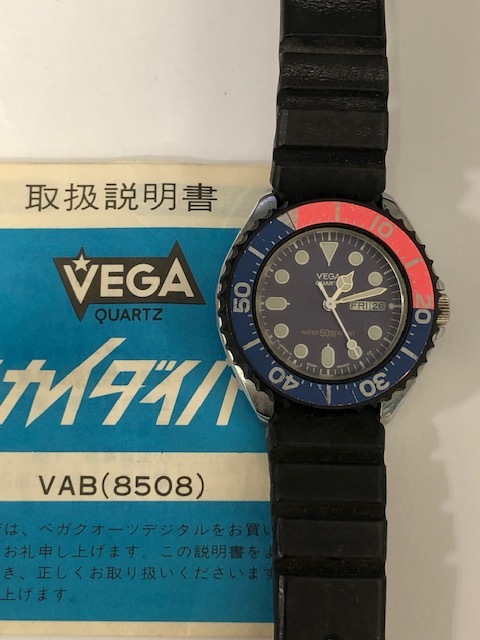 取扱説明書
VEGA
QUARTZ
カイダイバ
VAB(8508)
は、ベガクオーツデジタルをお買い
お礼申し上げます。この説明書をよ
き、正しくお取り扱いくださいます
上げます。
10
20
30
40
50
VEGA
QUARTZ
FRI 26
WATER 50m RESIST